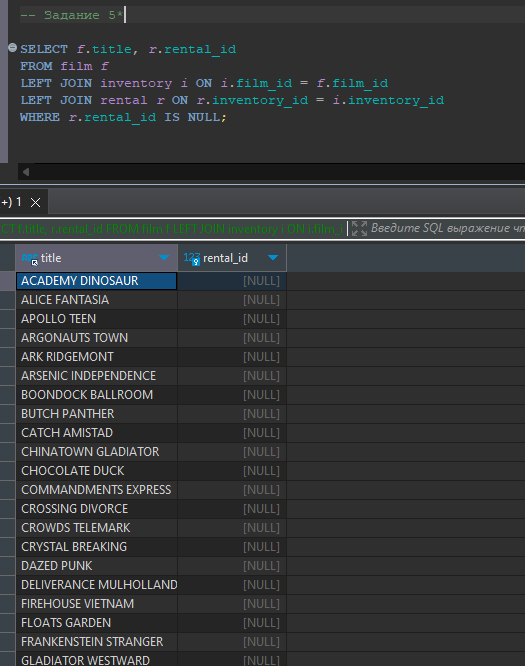 -- Задание 5*
SELECT f.title, r.rental_id
FROM film f
LEFT JOIN inventory i ON i.film_id = f.film_id
LEFT JOIN rental r ON r.inventory_id = i.inventory_id
WHERE r.rental_id IS NULL;
+) 1
CT f.title, r.rental_id FROM film f LEFT JOIN inventory i ON i.film Введите SQL выражение чт
title 123 rental_id
ACADEMY DINOSAUR [NULL]
ALICE FANTASIA [NULL]
APOLLO TEEN [NULL]
ARGONAUTS TOWN [NULL]
ARK RIDGEMONT [NULL]
ARSENIC INDEPENDENCE [NULL]
BOONDOCK BALLROOM [NULL]
BUTCH PANTHER [NULL]
CATCH AMISTAD [NULL]
CHINATOWN GLADIATOR [NULL]
CHOCOLATE DUCK [NULL]
COMMANDMENTS EXPRESS [NULL]
CROSSING DIVORCE [NULL]
CROWDS TELEMARK [NULL]
CRYSTAL BREAKING [NULL]
DAZED PUNK [NULL]
DELIVERANCE MULHOLLAND [NULL]
FIREHOUSE VIETNAM [NULL]
FLOATS GARDEN [NULL]
FRANKENSTEIN STRANGER [NULL]
GLADIATOR WESTWARD [NULL]